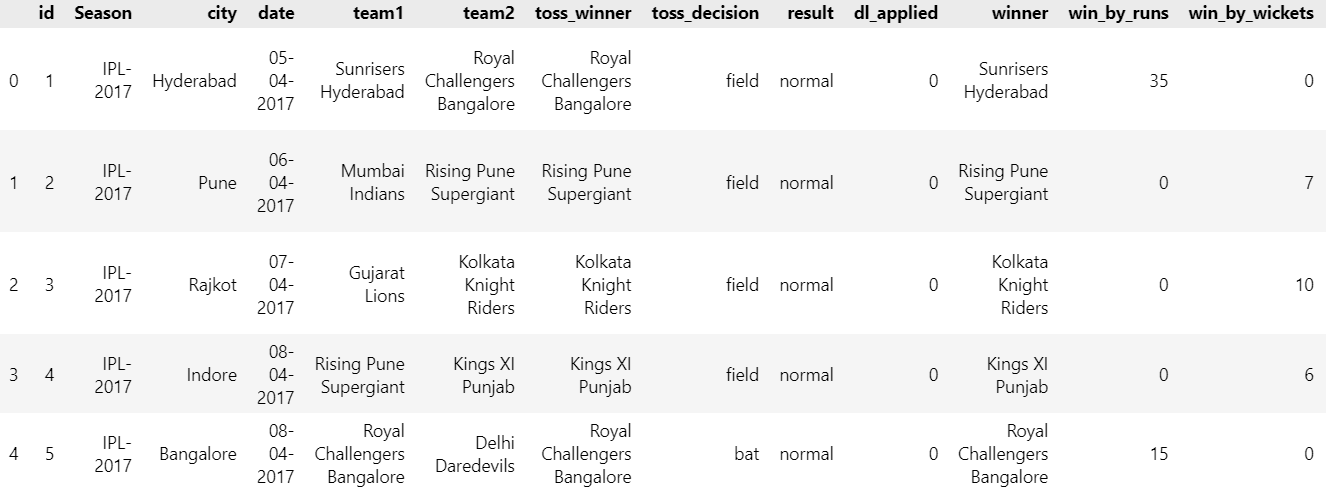 id Season city date team1 team2 toss_winner toss_decision result dl_applied winner win_by_runs win_by_wickets
05-
Royal Royal
IPL- Sunrisers Sunrisers
0 1 Hyderabad 04- Challengers Challengers field normal 0 35 0
2017 Hyderabad Hyderabad
2017 Bangalore Bangalore
06-
IPL- Mumbai Rising Pune Rising Pune Rising Pune
1 2 Pune 04- field normal 0 0 7
2017 Indians Supergiant Supergiant Supergiant
2017
07-
Kolkata Kolkata Kolkata
IPL- Gujarat
2 3 Rajkot 04- Knight Knight field normal 0 Knight 0 10
2017 Lions
2017 Riders Riders Riders
08-
IPL- Rising Pune Kings XI Kings XI Kings XI
3 4 Indore 04- field normal 0 0 6
2017 Supergiant Punjab Punjab Punjab
2017
08-
Royal Royal Royal
IPL- Delhi
4 5 Bangalore 04- Challengers Challengers bat normal 0 Challengers 15 0
2017 Daredevils
2017 Bangalore Bangalore Bangalore